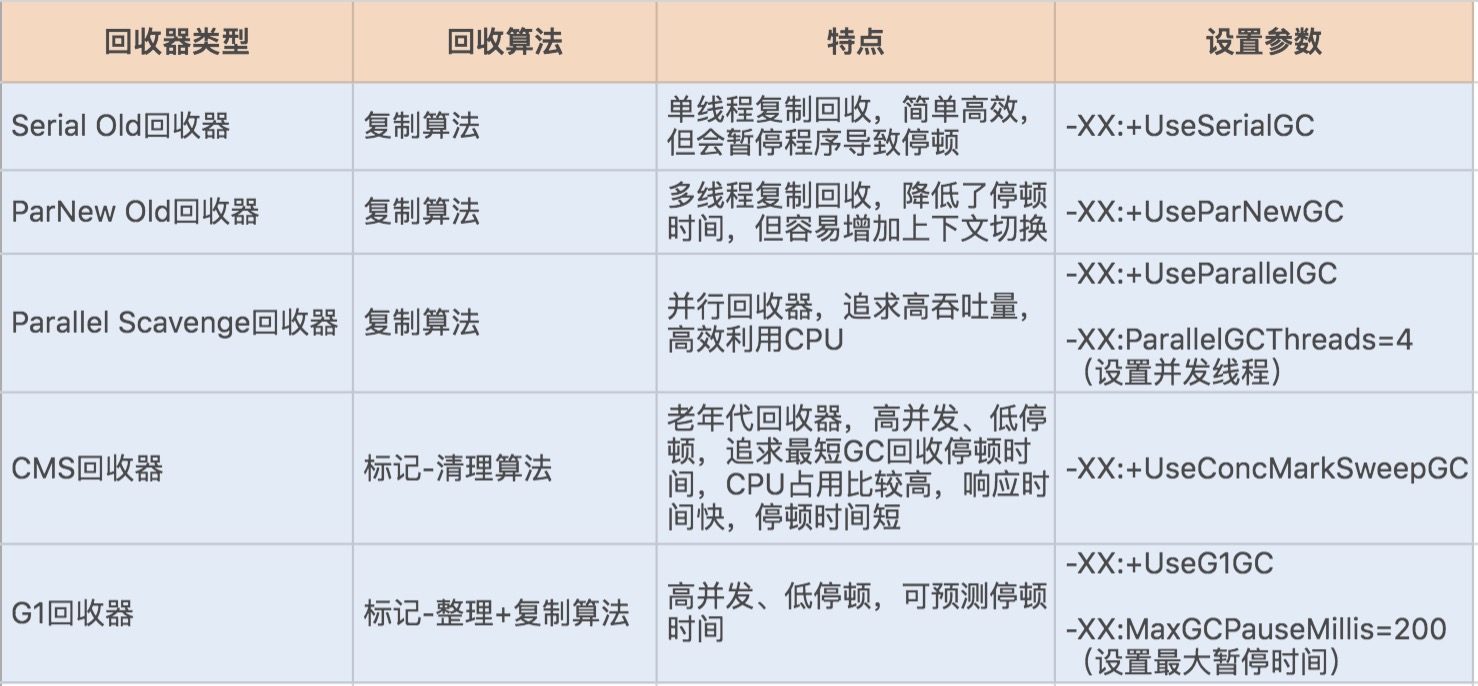 回收器类型
回收算法
特点
设置参数
Serial Old回收器
复制算法
单线程复制回收，简单高效，
但会暂停程序导致停顿
-XX:+UseSerialGC
ParNew Old回收器
复制算法
多线程复制回收，降低了停顿
时间，但容易增加上下文切换
-XX:+UseParNewGC
Parallel Scavenge回收器
复制算法
并行回收器，追求高吞吐量，
高效利用CPU
-XX:+UseParallelGC
-XX:ParallelGCThreads=4
（设置并发线程）
CMS回收器
标记-清理算法
老年代回收器，高并发、低停
顿，追求最短GC回收停顿时
间，CPU占用比较高，响应时
间快，停顿时间短
-XX:+UseConcMarkSweepGC
G1回收器
标记-整理+复制算法
高并发、低停顿，可预测停顿
时间
-XX:+UseG1GC
-XX:MaxGCPauseMillis=200
（设置最大暂停时间）